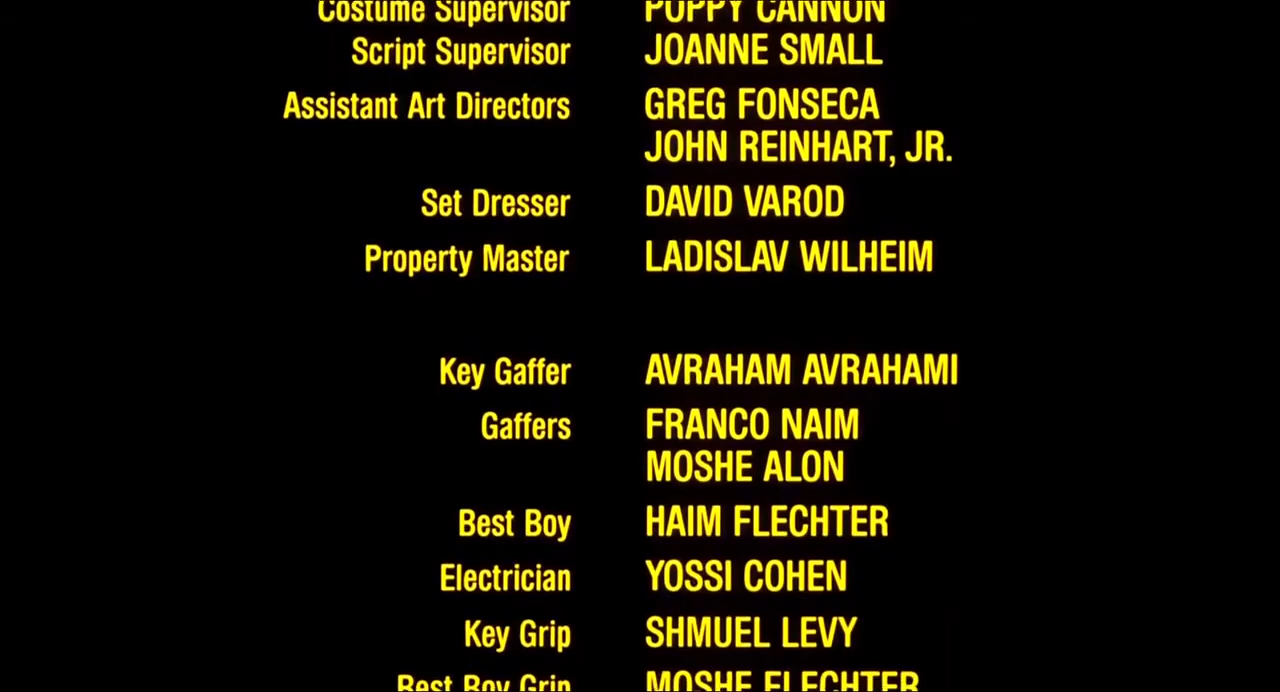 Costume Supervisor POPPY CANNON
Script Supervisor JOANNE SMALL
Assistant Art Directors GREG FONSECA
JOHN REINHART, JR.
Set Dresser DAVID VAROD
Property Master LADISLAV WILHEIM
Key Gaffer AVRAHAM AVRAHAMI
Gaffers FRANCO NAIM
MOSHE ALON
Best Boy HAIM FLECHTER
Electrician YOSSI COHEN
Key Grip SHMUEL LEVY
Best Boy Grip MOSHE FLECHTER